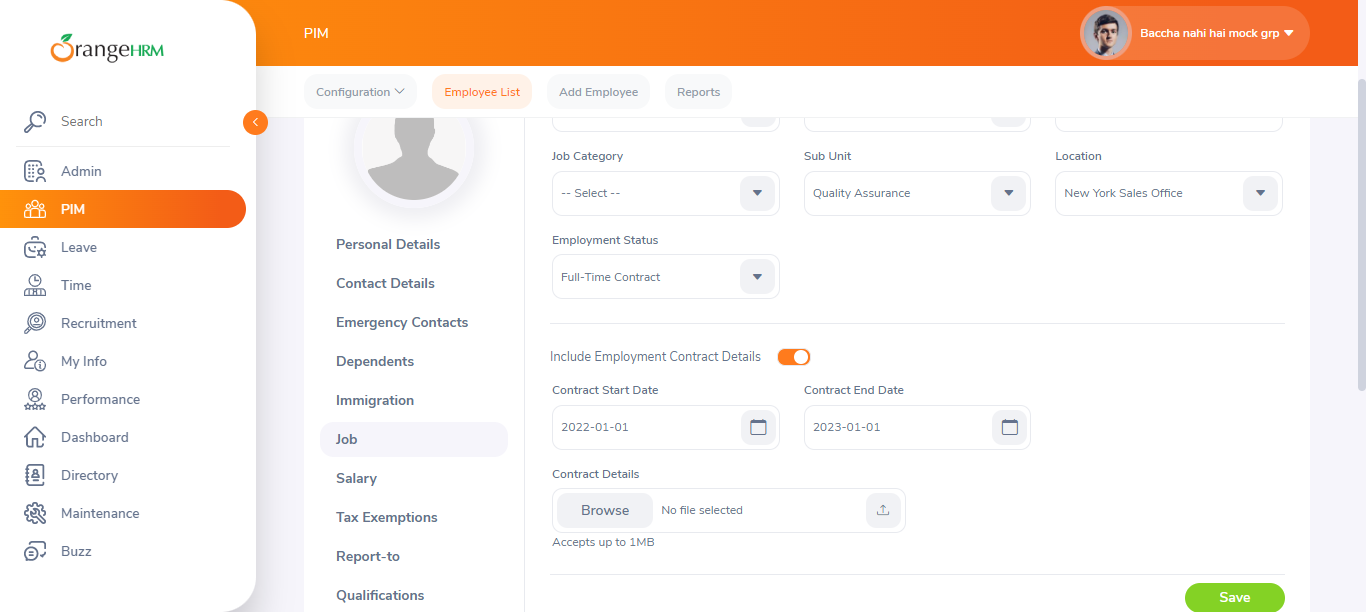 OrangeHRM
PIM
Baccha nahi hai mock grp
Search
Admin
PIM
Leave
Time
Recruitment
My Info
Performance
Dashboard
Directory
Maintenance
Buzz
Configuration
Employee List
Add Employee
Reports
Personal Details
Contact Details
Emergency Contacts
Dependents
Immigration
Job
Salary
Tax Exemptions
Report-to
Qualifications
Job Category
Sub Unit
Location
-- Select --
Quality Assurance
New York Sales Office
Employment Status
Full-Time Contract
Include Employment Contract Details
Contract Start Date
Contract End Date
2022-01-01
2023-01-01
Contract Details
Browse
No file selected
Accepts up to 1MB
Save